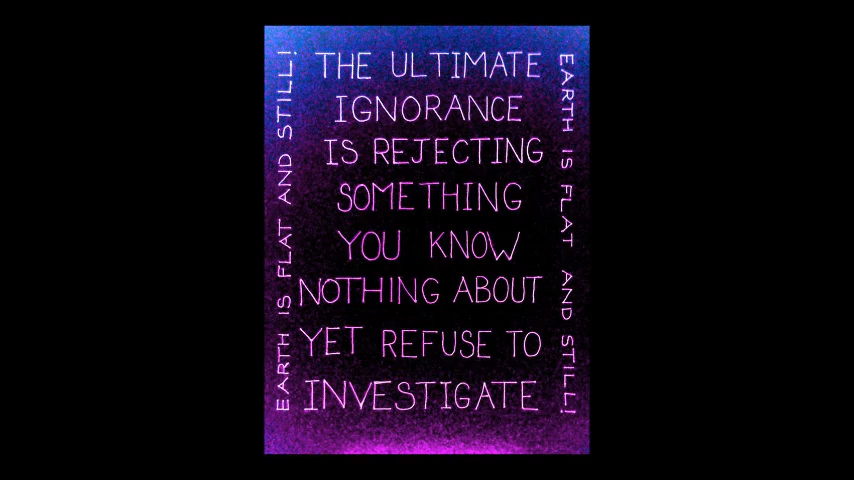 EARTH IS FLAT AND STILL!
THE ULTIMATE
IGNORANCE
IS REJECTING
SOMETHING
YOU KNOW
NOTHING ABOUT
YET REFUSE TO
INVESTIGATE
EARTH IS FLAT AND STILL!